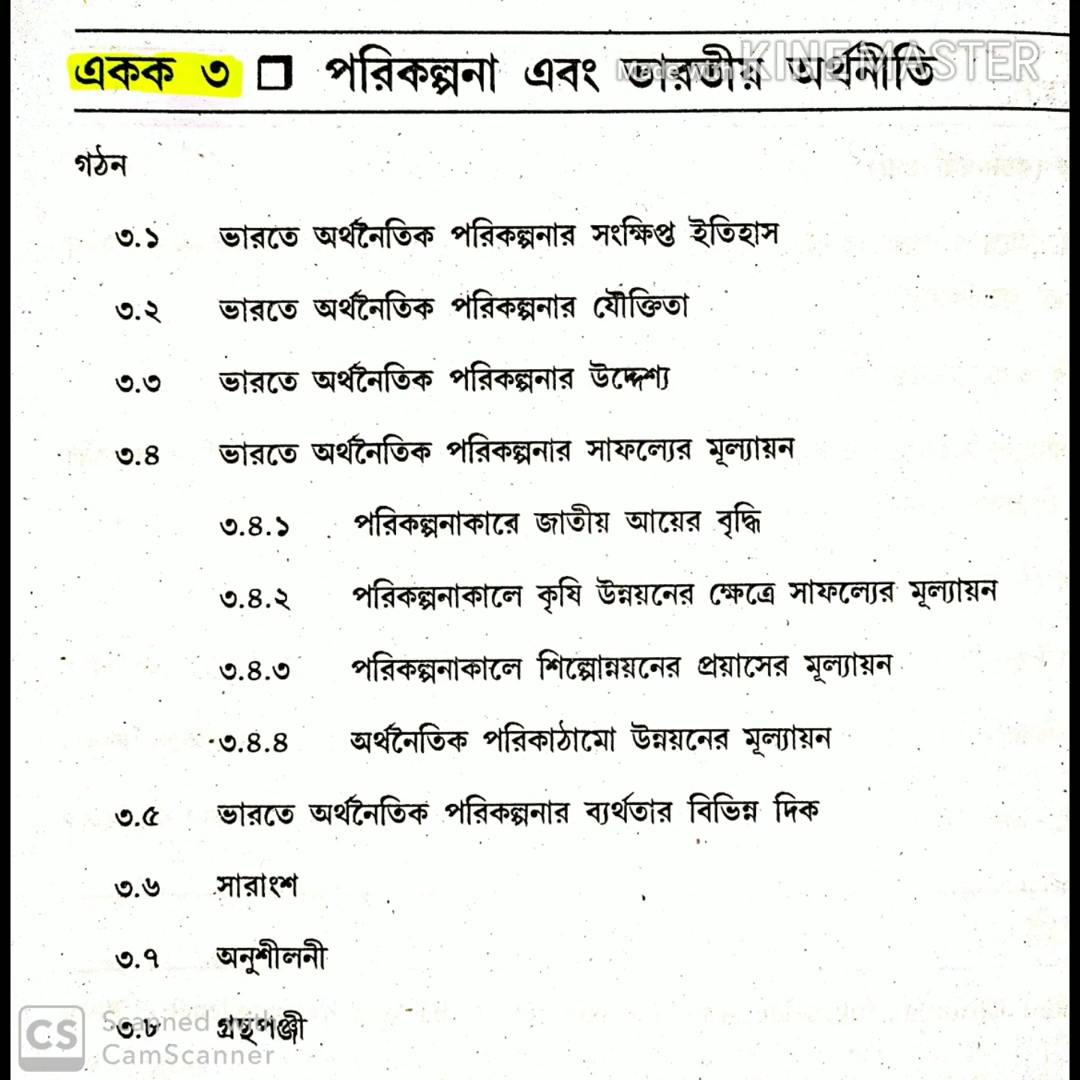 একক ৩ □ পরিকল্পনা এবং ভারতীয় অর্থনীতি
Made with KINEMASTER
গঠন
৩.১ ভারতে অর্থনৈতিক পরিকল্পনার সংক্ষিপ্ত ইতিহাস
৩.২ ভারতে অর্থনৈতিক পরিকল্পনার যৌক্তিতা
৩.৩ ভারতে অর্থনৈতিক পরিকল্পনার উদ্দেশ্য
৩.৪ ভারতে অর্থনৈতিক পরিকল্পনার সাফল্যের মূল্যায়ন
৩.৪.১ পরিকল্পনাকারে জাতীয় আয়ের বৃদ্ধি
৩.৪.২ পরিকল্পনাকালে কৃষি উন্নয়নের ক্ষেত্রে সাফল্যের মূল্যায়ন
৩.৪.৩ পরিকল্পনাকালে শিল্পোন্নয়নের প্রয়াসের মূল্যায়ন
৩.৪.৪ অর্থনৈতিক পরিকাঠামো উন্নয়নের মূল্যায়ন
৩.৫ ভারতে অর্থনৈতিক পরিকল্পনার ব্যর্থতার বিভিন্ন দিক
৩.৬ সারাংশ
৩.৭ অনুশীলনী
৩.৮ গ্রন্থপঞ্জী
CS Scanned with
CamScanner